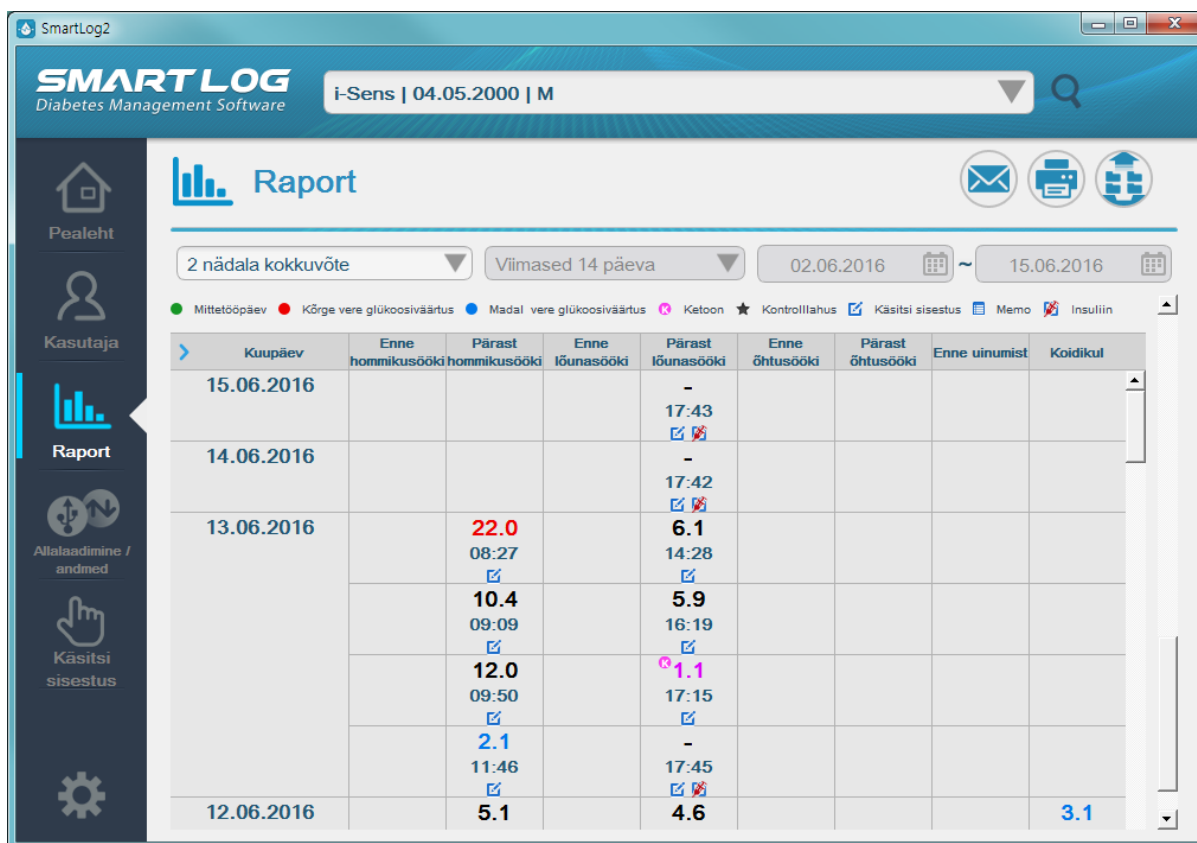 SmartLog2
SMART LOG
Diabetes Management Software
i-Sens | 04.05.2000 | M
Raport
Pealeht
Kasutaja
Raport
Allalaadimine /
andmed
Käsitsi
sisestus
2 nädala kokkuvõte
Viimased 14 päeva
02.06.2016 ~ 15.06.2016
Mittetööpäev Kõrge vere glükoosiväärtus Madal vere glükoosiväärtus K Ketoon Kontrolllahus Käsitsi sisestus Memo Insuliin
Kuupäev
Enne
hommikusööki
Pärast
hommikusööki
Enne
lõunasööki
Pärast
lõunasööki
Enne
õhtusööki
Pärast
õhtusööki
Enne uinumist
Koidikul
15.06.2016 -
17:43
14.06.2016 -
17:42
13.06.2016 22.0 6.1
08:27 14:28
10.4 5.9
09:09 16:19
12.0 K 1.1
09:50 17:15
2.1 -
11:46 17:45
12.06.2016 5.1 4.6 3.1